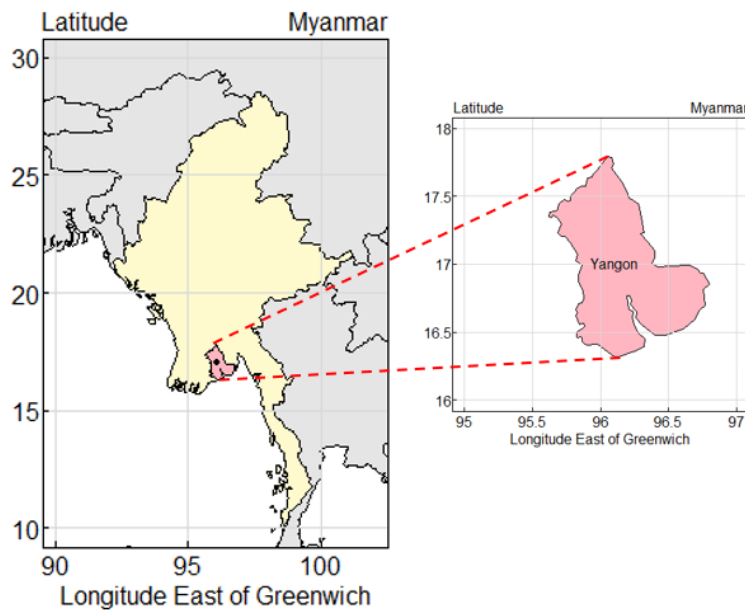 Latitude Myanmar
30
25
20
15
10
90 95 100
Longitude East of Greenwich
Latitude Myanmar
18
17.5
17
16.5
16
Yangon
95 95.5 96 96.5 97
Longitude East of Greenwich